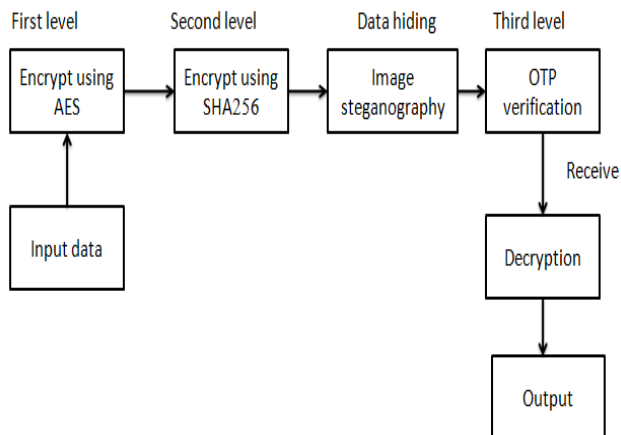 First level
Second level
Data hiding
Third level
Encrypt using
AES
Encrypt using
SHA256
Image
steganography
OTP
verification
Receive
Input data
Decryption
Output